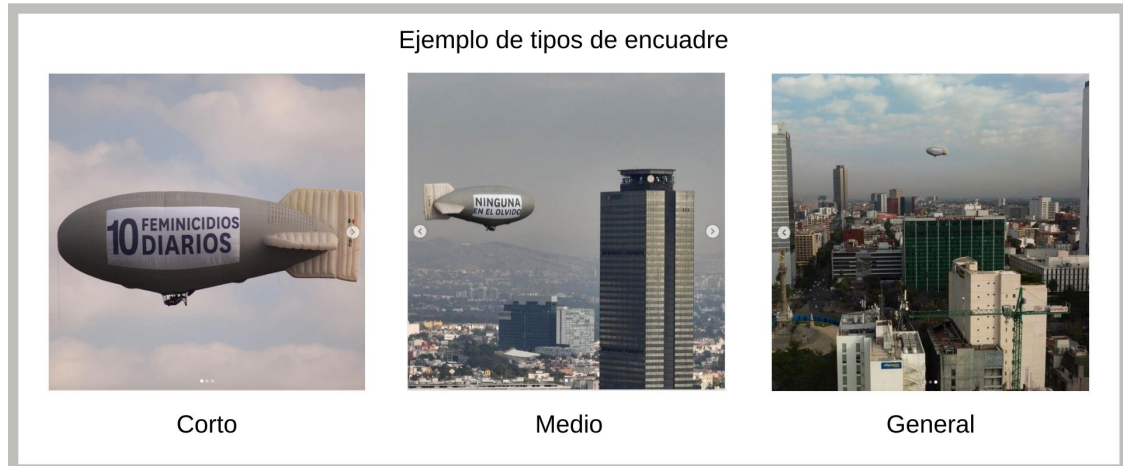 Ejemplo de tipos de encuadre
10 FEMINICIDIOS
DIARIOS
NINGUNA
EN EL OLVIDO
Corto
Medio
General